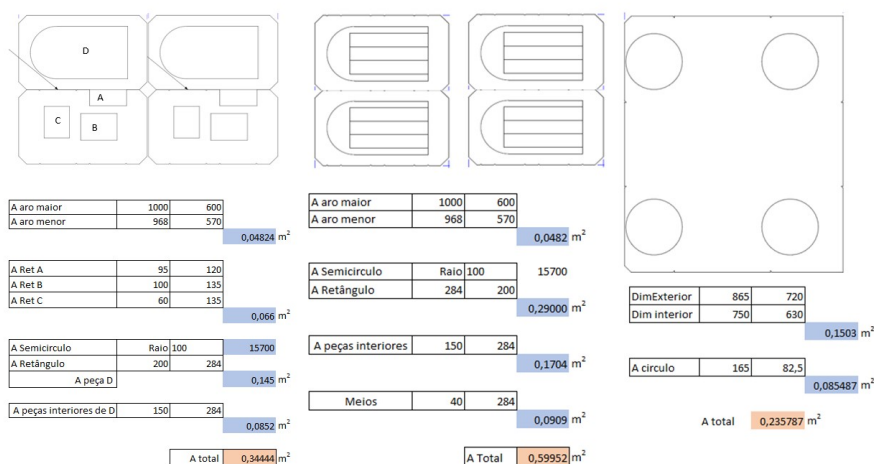 D
A
C
B
A aro maior 1000 600
A aro menor 968 570
0,04824 m²
A Ret A 95 120
A Ret B 100 135
A Ret C 60 135
0,066 m²
A Semicirculo Raio 100 15700
A Retângulo 200 284
A peça D 0,145 m²
A peças interiores de D 150 284
0,0852 m²
A total 0,34444 m²
A aro maior 1000 600
A aro menor 968 570
0,0482 m²
A Semicirculo Raio 100 15700
A Retângulo 284 200
0,29000 m²
A peças interiores 150 284
0,1704 m²
Meios 40 284
0,0909 m²
A Total 0,59952 m²
DimExterior 865 720
Dim interior 750 630
0,1503 m²
A circulo 165 82,5
0,085487 m²
A total 0,235787 m²